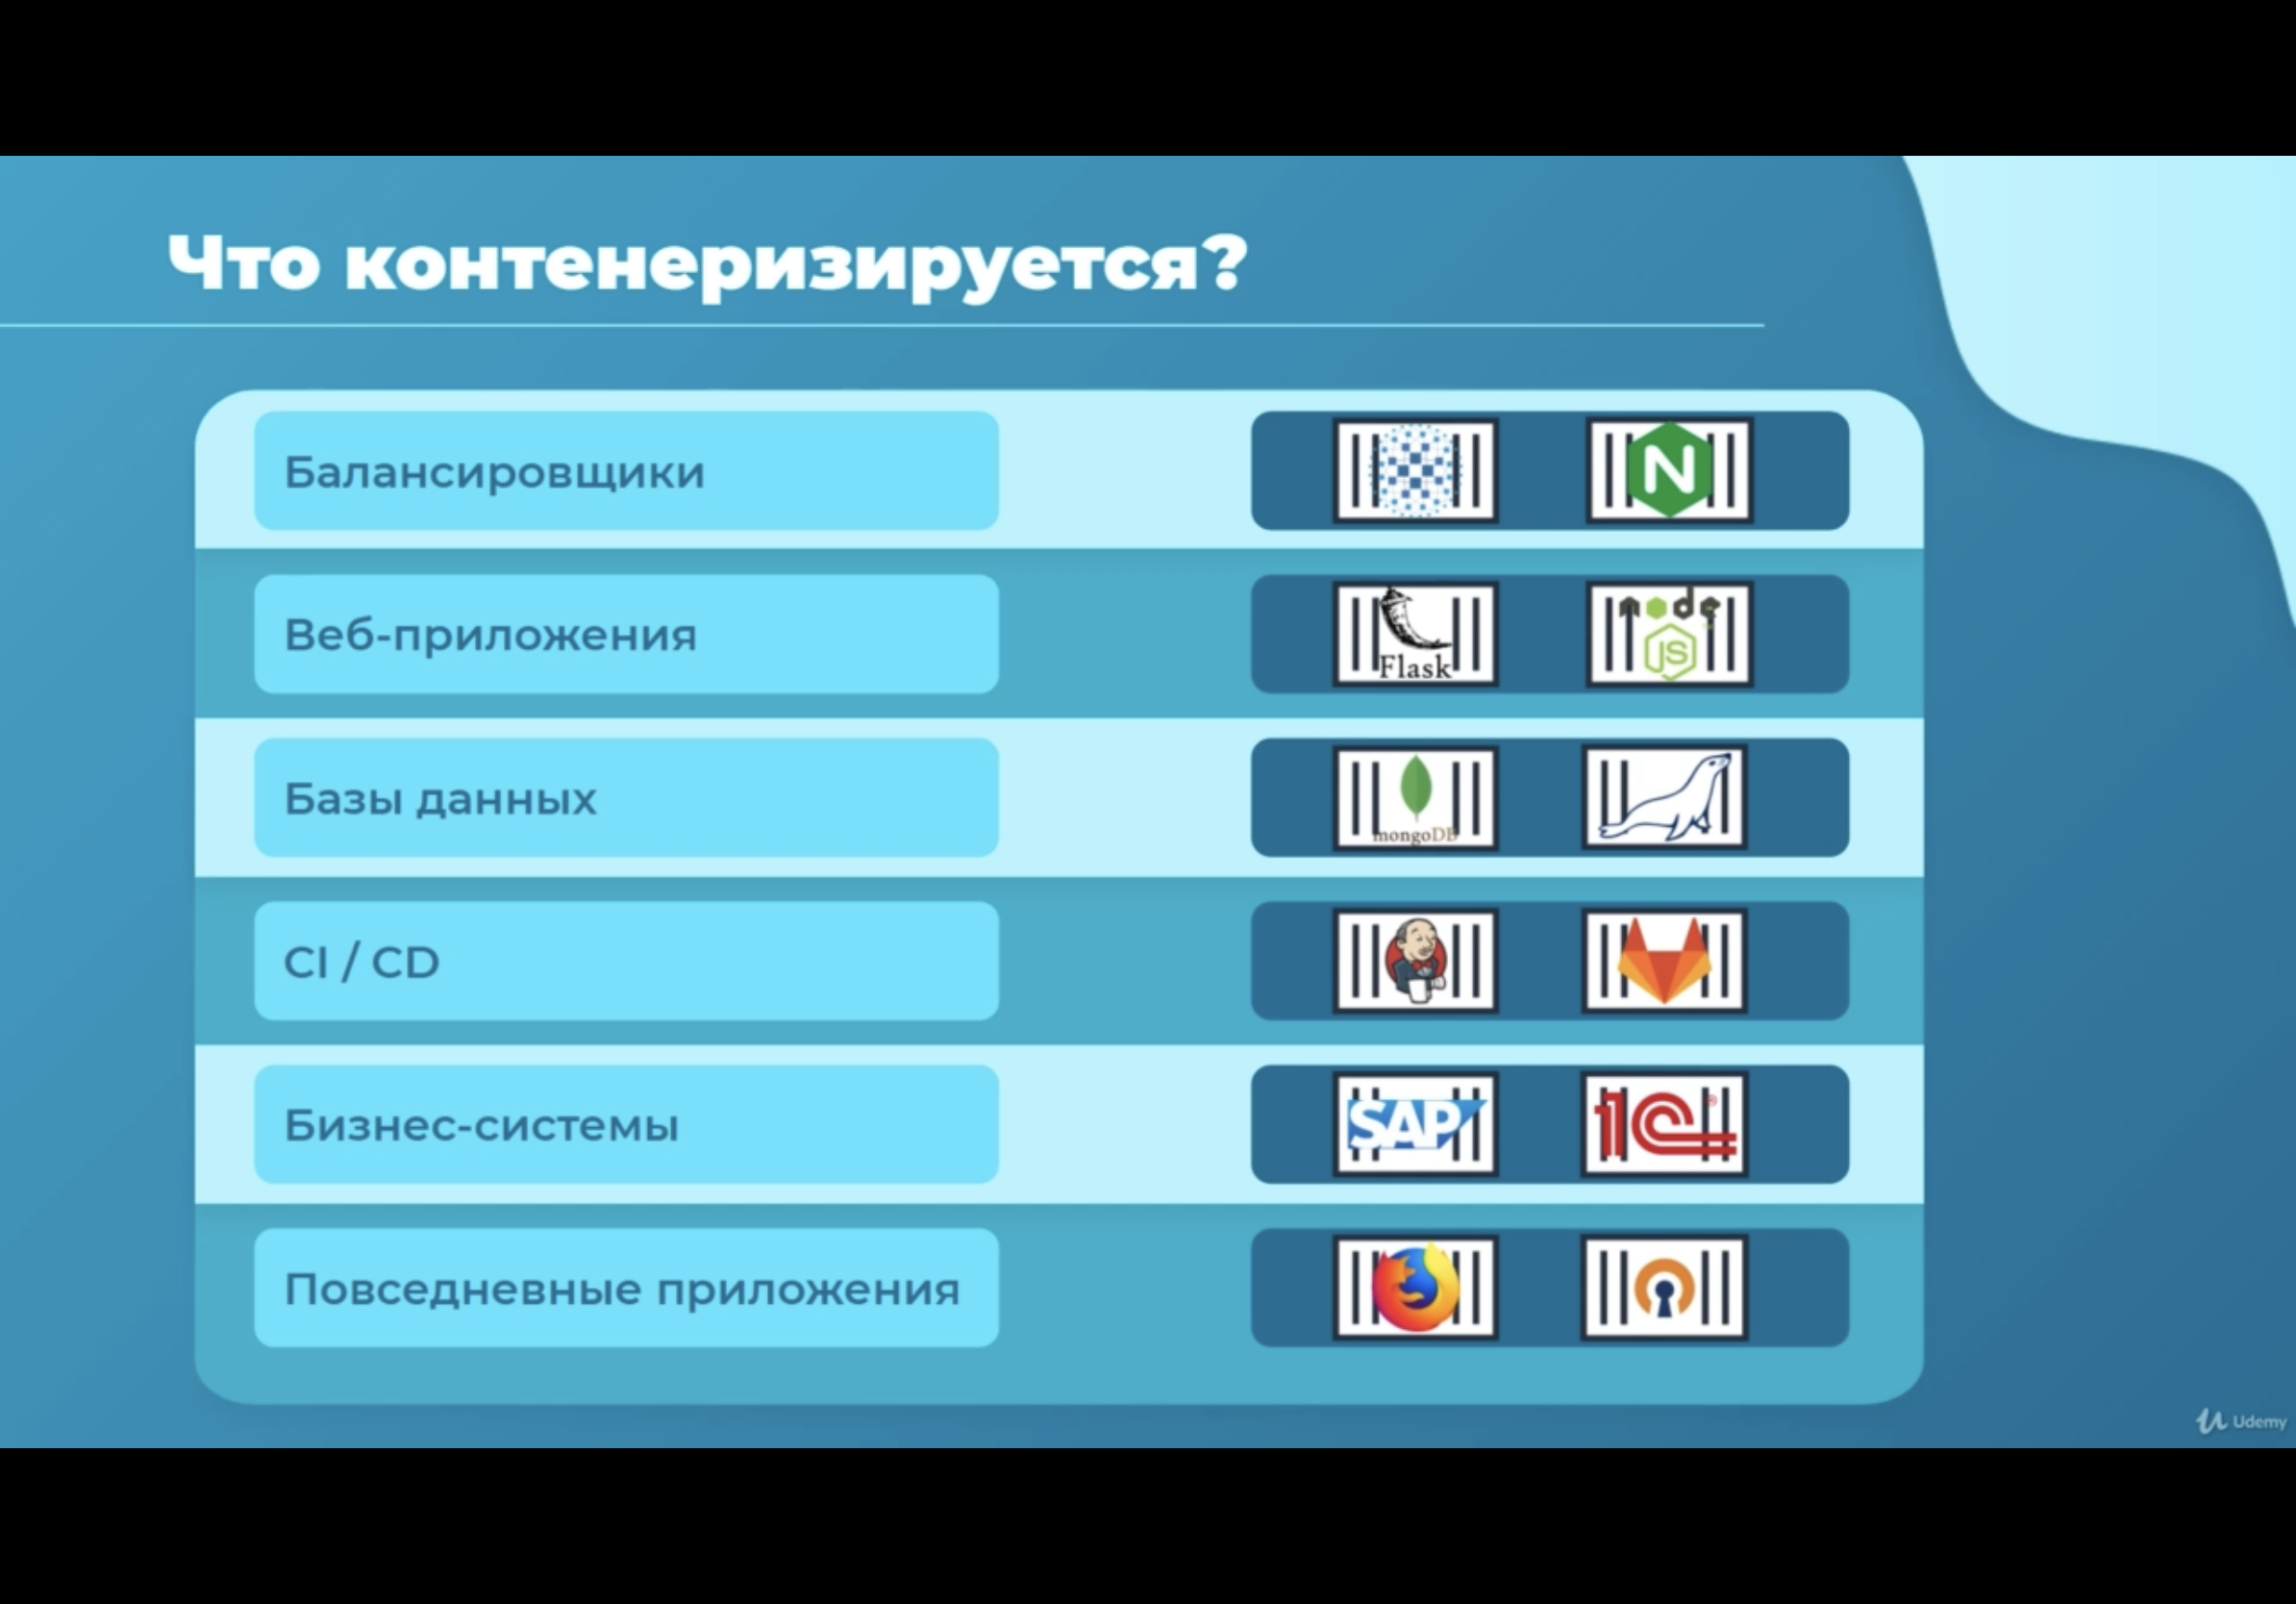 Что контенеризируется?
Балансировщики
N
Веб-приложения
Flask
node
JS
Базы данных
mongoDB
CI / CD
Бизнес-системы
SAP
1C
Повседневные приложения
Udemy